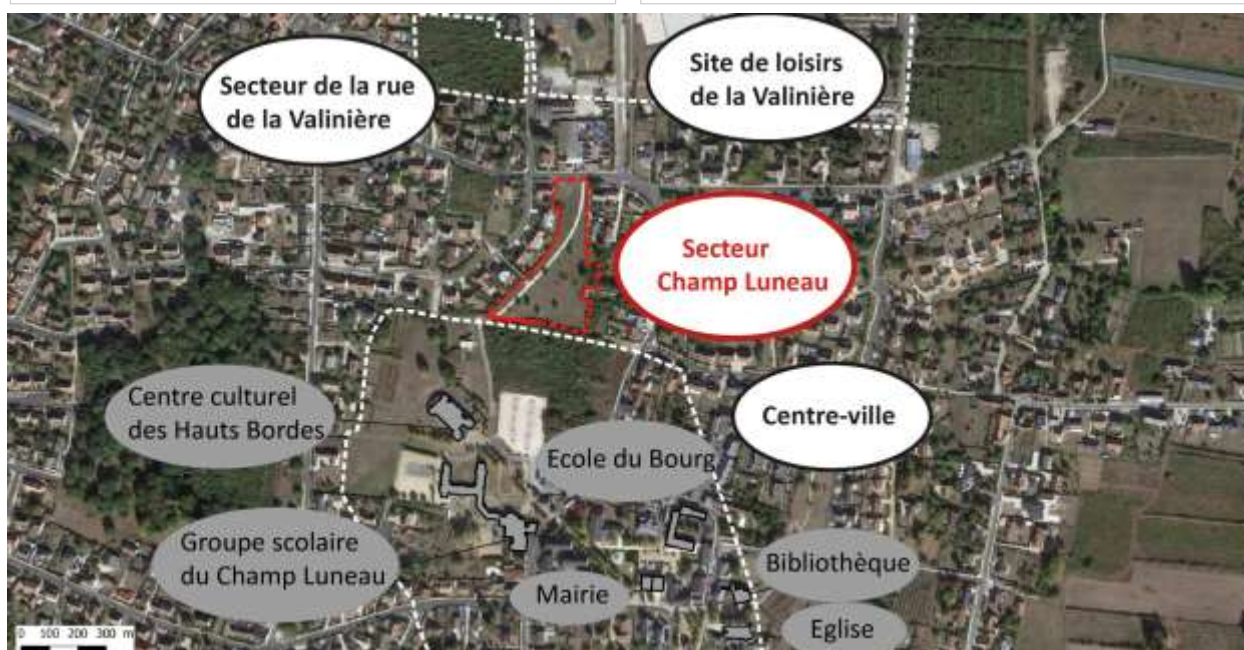 Secteur de la rue
de la Valinière
Site de loisirs
de la Valinière
Secteur
Champ Luneau
Centre culturel
des Hauts Bordes
Centre-ville
Ecole du Bourg
Groupe scolaire
du Champ Luneau
Bibliothèque
Mairie
Eglise
0 100 200 300 m